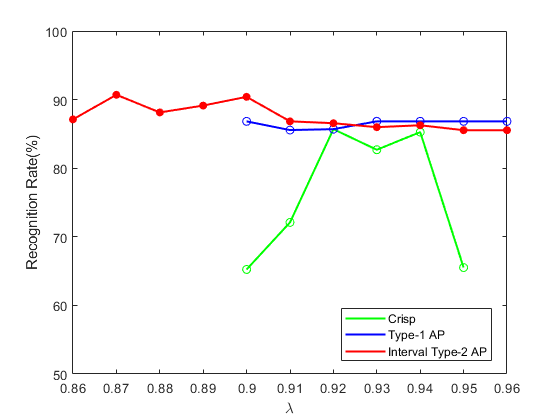 100
90
80
70
60
50
Recognition Rate(%)
0.86 0.87 0.88 0.89 0.9 0.91 0.92 0.93 0.94 0.95 0.96
λ
Crisp
Type-1 AP
Interval Type-2 AP